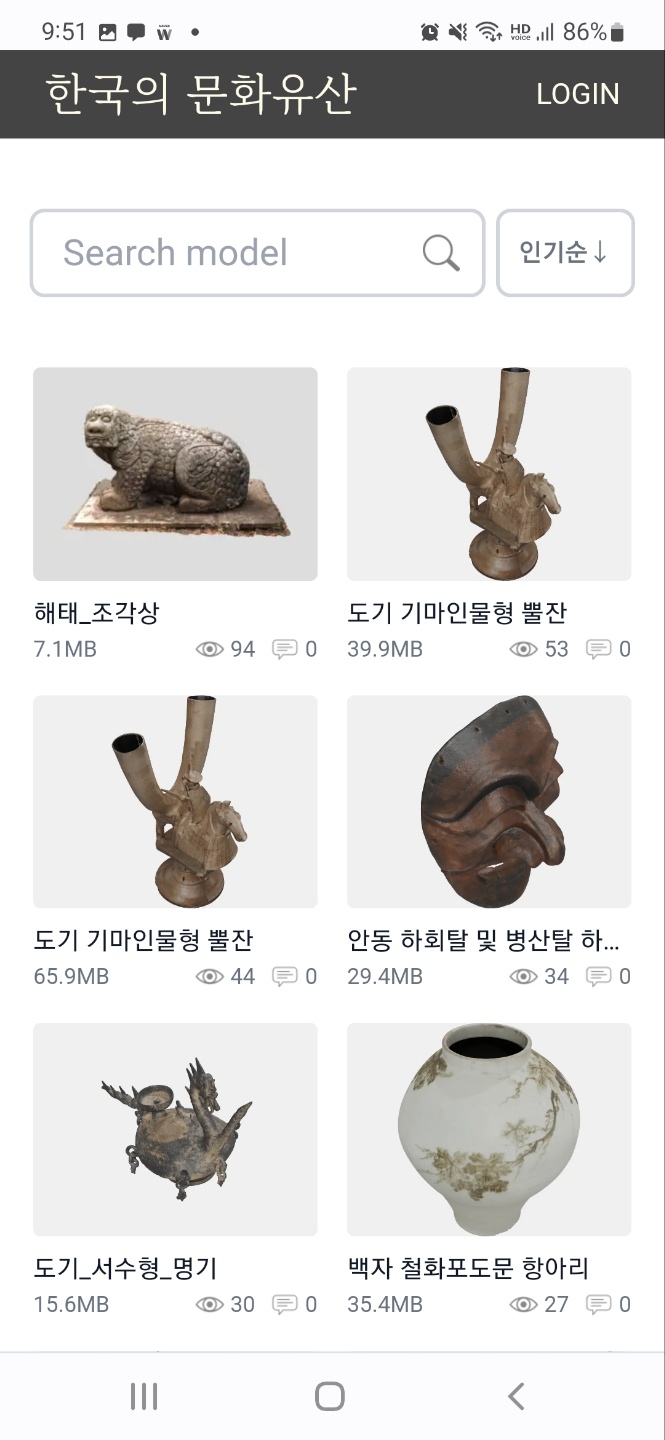 9:51
HD voice
86%
한국의 문화유산
LOGIN
Search model
인기순↓
해태_조각상
7.1MB 94 0
도기 기마인물형 뿔잔
39.9MB 53 0
도기 기마인물형 뿔잔
65.9MB 44 0
안동 하회탈 및 병산탈 하...
29.4MB 34 0
도기_서수형_명기
15.6MB 30 0
백자 철화포도문 항아리
35.4MB 27 0